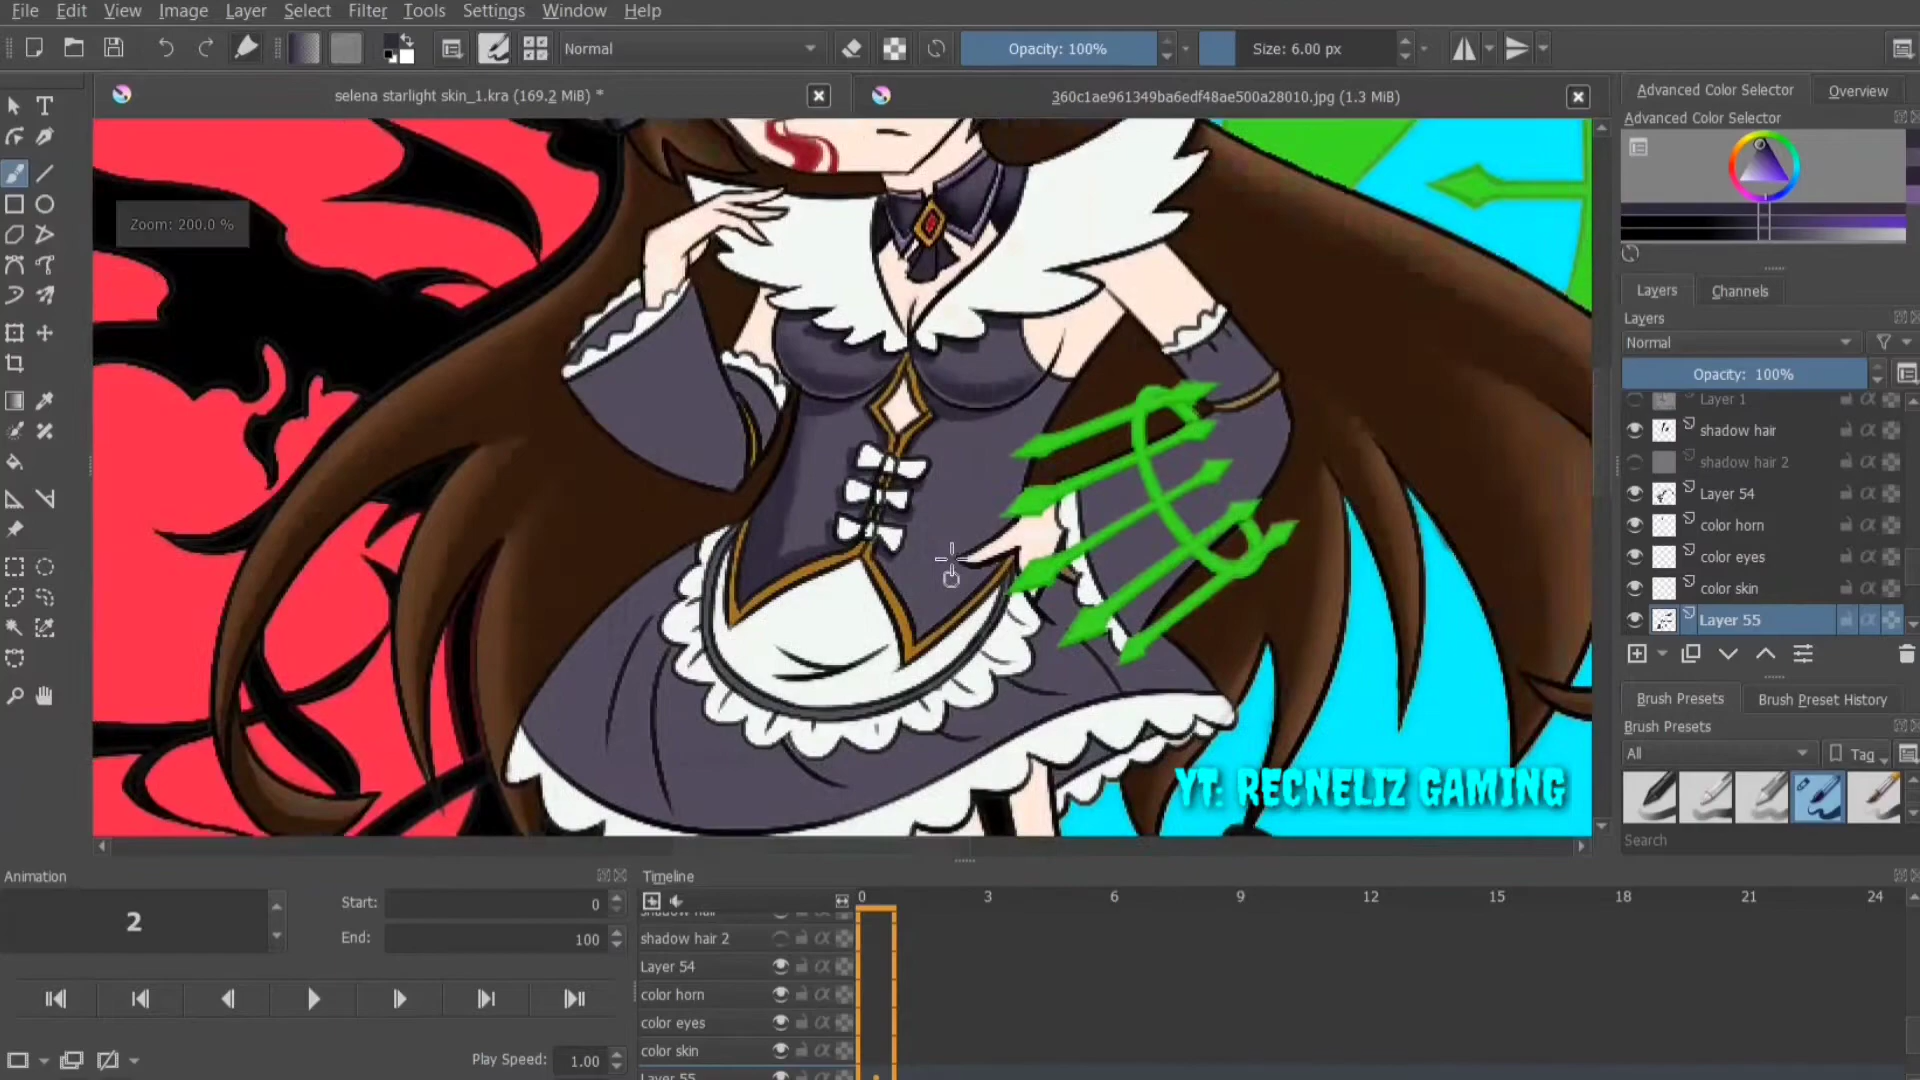 File Edit View Image Layer Select Filter Tools Settings Window Help
Normal Opacity: 100% Size: 6.00 px
selena starlight skin_1.kra (169.2 MiB) *
360c1ae961349ba6edf48ae500a28010.jpg (1.3 MiB)
Zoom: 200.0 %
YT: RECNELIZ GAMING
Advanced Color Selector Overview
Advanced Color Selector
Layers Channels
Layers
Normal
Opacity: 100%
Layer 1
shadow hair
shadow hair 2
Layer 54
color horn
color eyes
color skin
Layer 55
Brush Presets Brush Preset History
Brush Presets
All Tag
Search
Animation
2
Start: 0
End: 100
Play Speed: 1.00
Timeline
0 3 6 9 12 15 18 21 24
shadow hair
shadow hair 2
Layer 54
color horn
color eyes
color skin
Layer 55